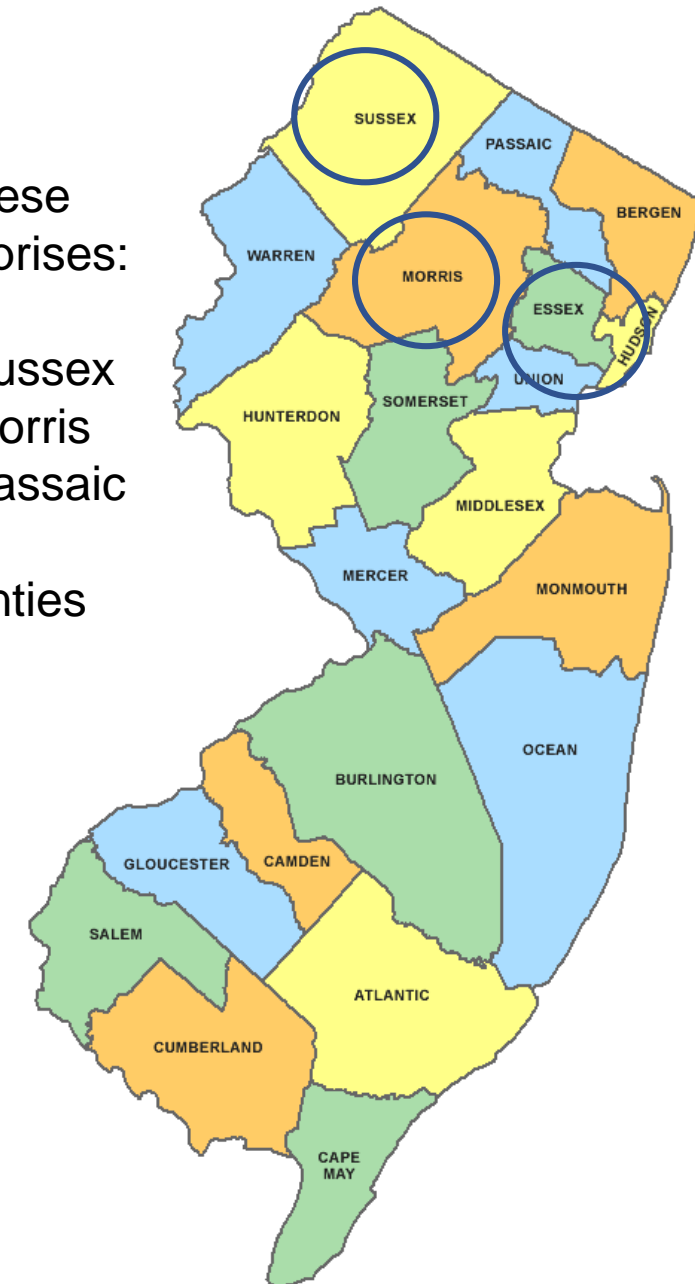 ese
orises:
ussex
orris
assaic
nties
SUSSEX
PASSAIC
BERGEN
WARREN
MORRIS
ESSEX
HUDSON
UNION
SOMERSET
HUNTERDON
MIDDLESEX
MERCER
MONMOUTH
OCEAN
BURLINGTON
GLOUCESTER
CAMDEN
SALEM
ATLANTIC
CUMBERLAND
CAPE
MAY